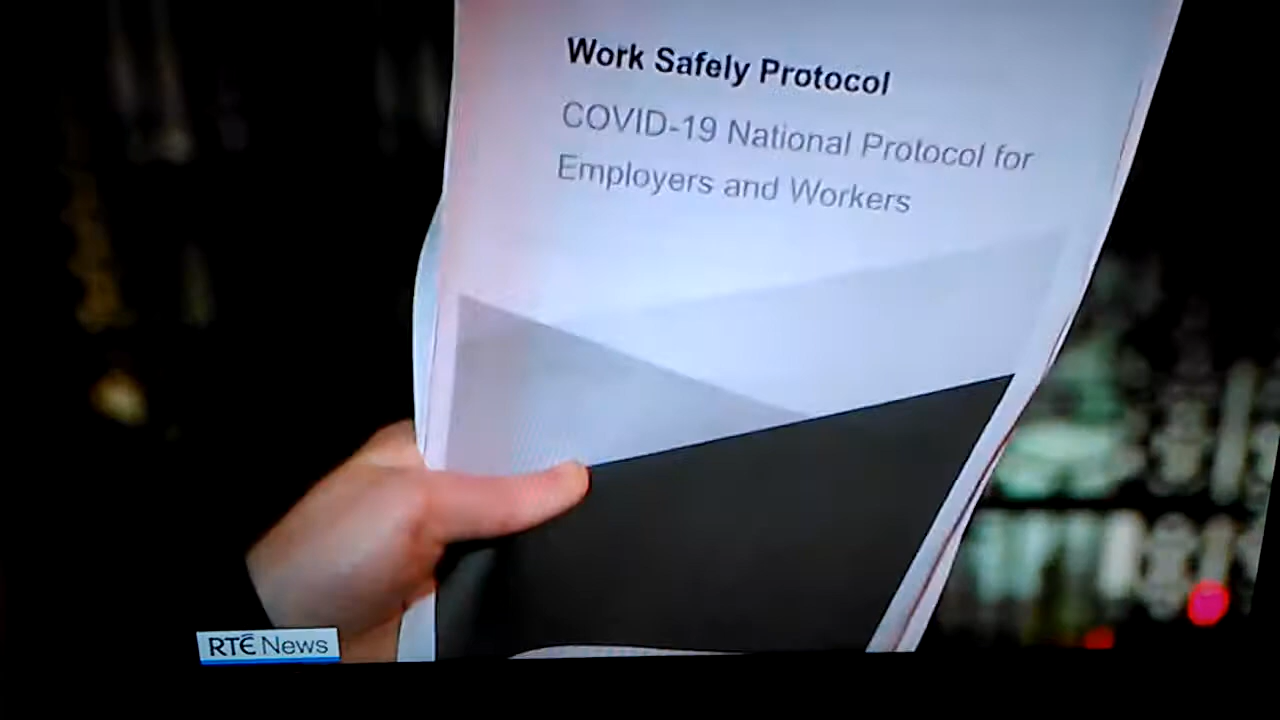 Work Safely Protocol
COVID-19 National Protocol for
Employers and Workers
RTÉ News